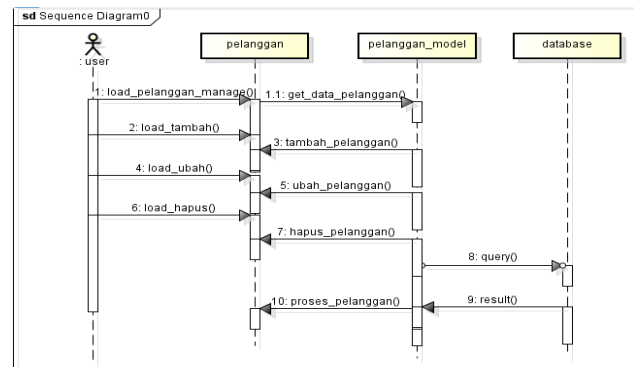 sd Sequence Diagram0
: user
pelanggan
pelanggan_model
database
1: load_pelanggan_manage()
1.1: get_data_pelanggan()
2: load_tambah()
3: tambah_pelanggan()
4: load_ubah()
5: ubah_pelanggan()
6: load_hapus()
7: hapus_pelanggan()
8: query()
9: result()
10: proses_pelanggan()